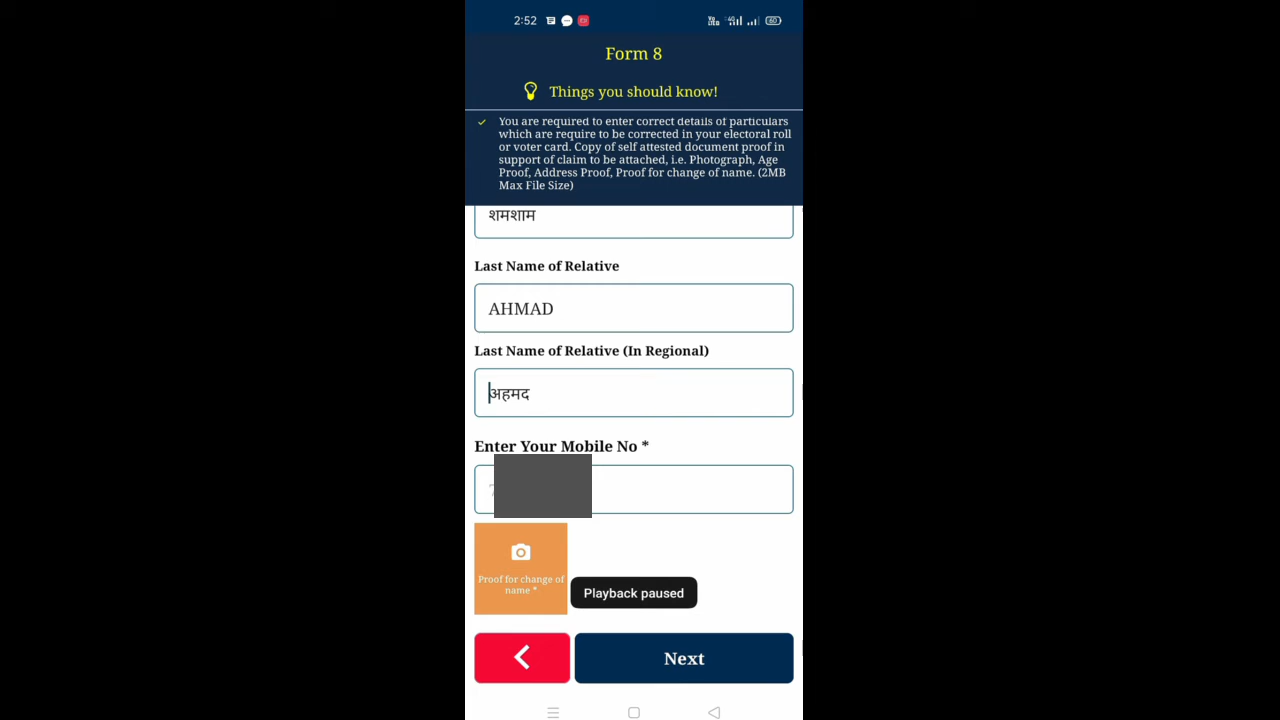 2:52
60
Form 8
Things you should know!
You are required to enter correct details of particulars
which are require to be corrected in your electoral roll
or voter card. Copy of self attested document proof in
support of claim to be attached, i.e. Photograph, Age
Proof, Address Proof, Proof for change of name. (2MB
Max File Size)
शमशाम
Last Name of Relative
AHMAD
Last Name of Relative (In Regional)
अहमद
Enter Your Mobile No *
Proof for change of
name *
Playback paused
Next